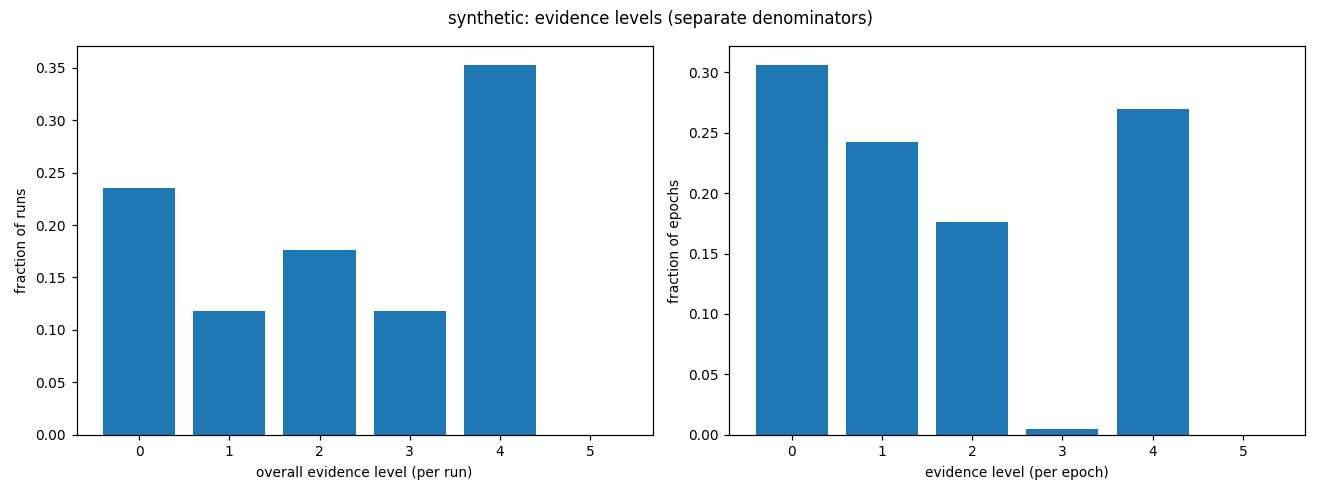 synthetic: evidence levels (separate denominators)
fraction of runs
0.35
0.30
0.25
0.20
0.15
0.10
0.05
0.00
0 1 2 3 4 5
overall evidence level (per run)
fraction of epochs
0.30
0.25
0.20
0.15
0.10
0.05
0.00
0 1 2 3 4 5
evidence level (per epoch)